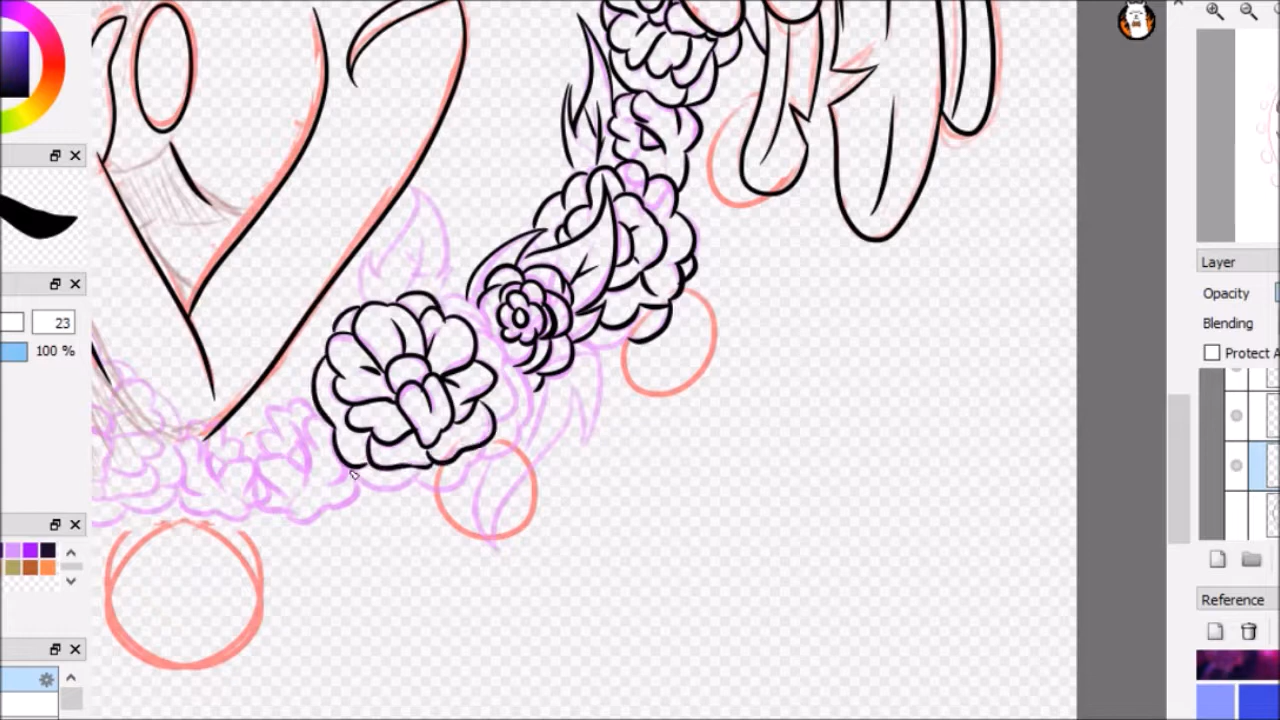 Layer
Opacity
Blending
Protect A
23
100 %
Reference